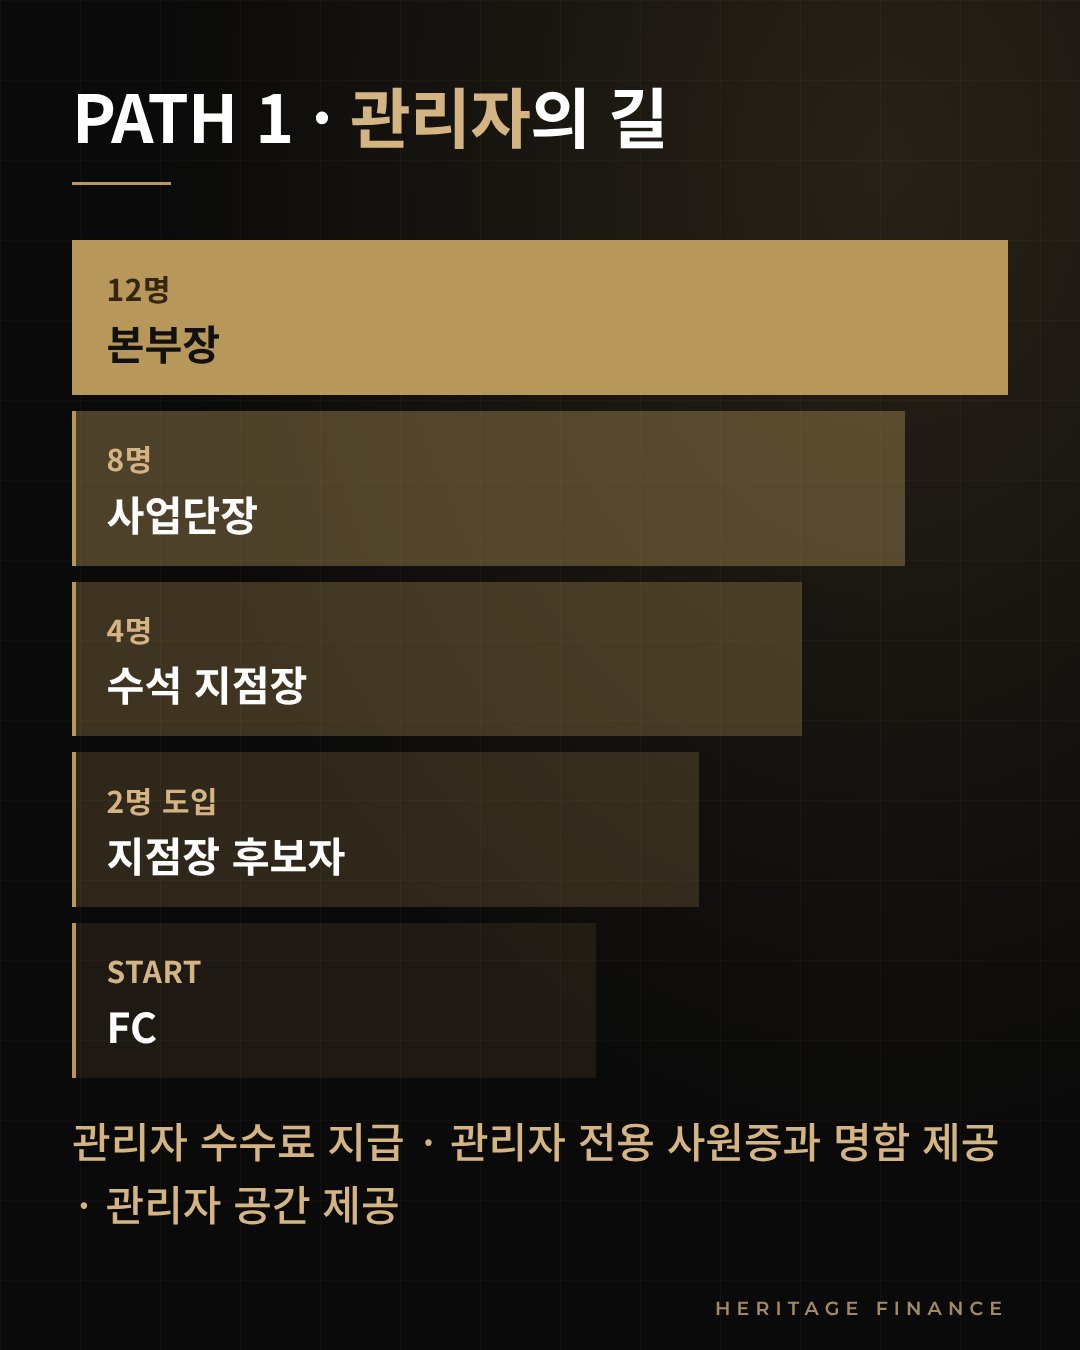 PATH 1 · 관리자의 길
12명
본부장
8명
사업단장
4명
수석 지점장
2명 도입
지점장 후보자
START
FC
관리자 수수료 지급 · 관리자 전용 사원증과 명함 제공
· 관리자 공간 제공
HERITAGE FINANCE